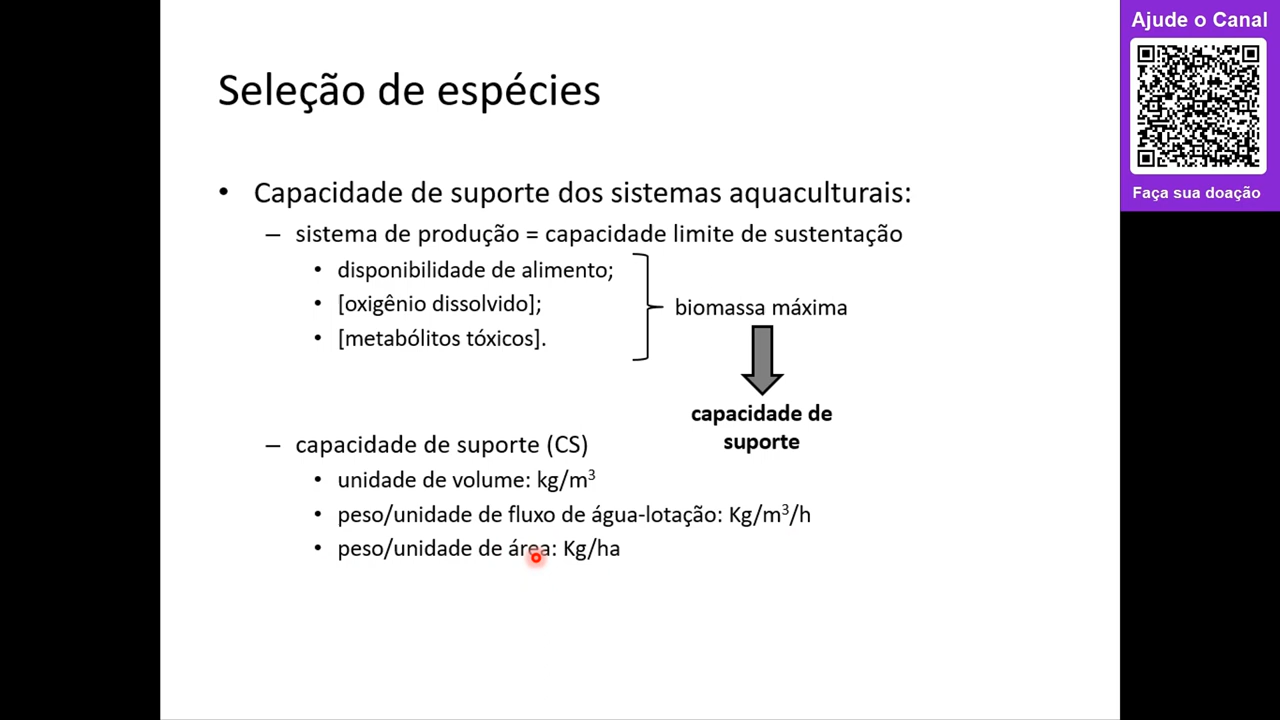 Seleção de espécies
• Capacidade de suporte dos sistemas aquaculturais:
– sistema de produção = capacidade limite de sustentação
• disponibilidade de alimento;
• [oxigênio dissolvido];
• [metabólitos tóxicos].
biomassa máxima
capacidade de
suporte
– capacidade de suporte (CS)
• unidade de volume: kg/m³
• peso/unidade de fluxo de água-lotação: Kg/m³/h
• peso/unidade de área: Kg/ha
Ajude o Canal
Faça sua doação